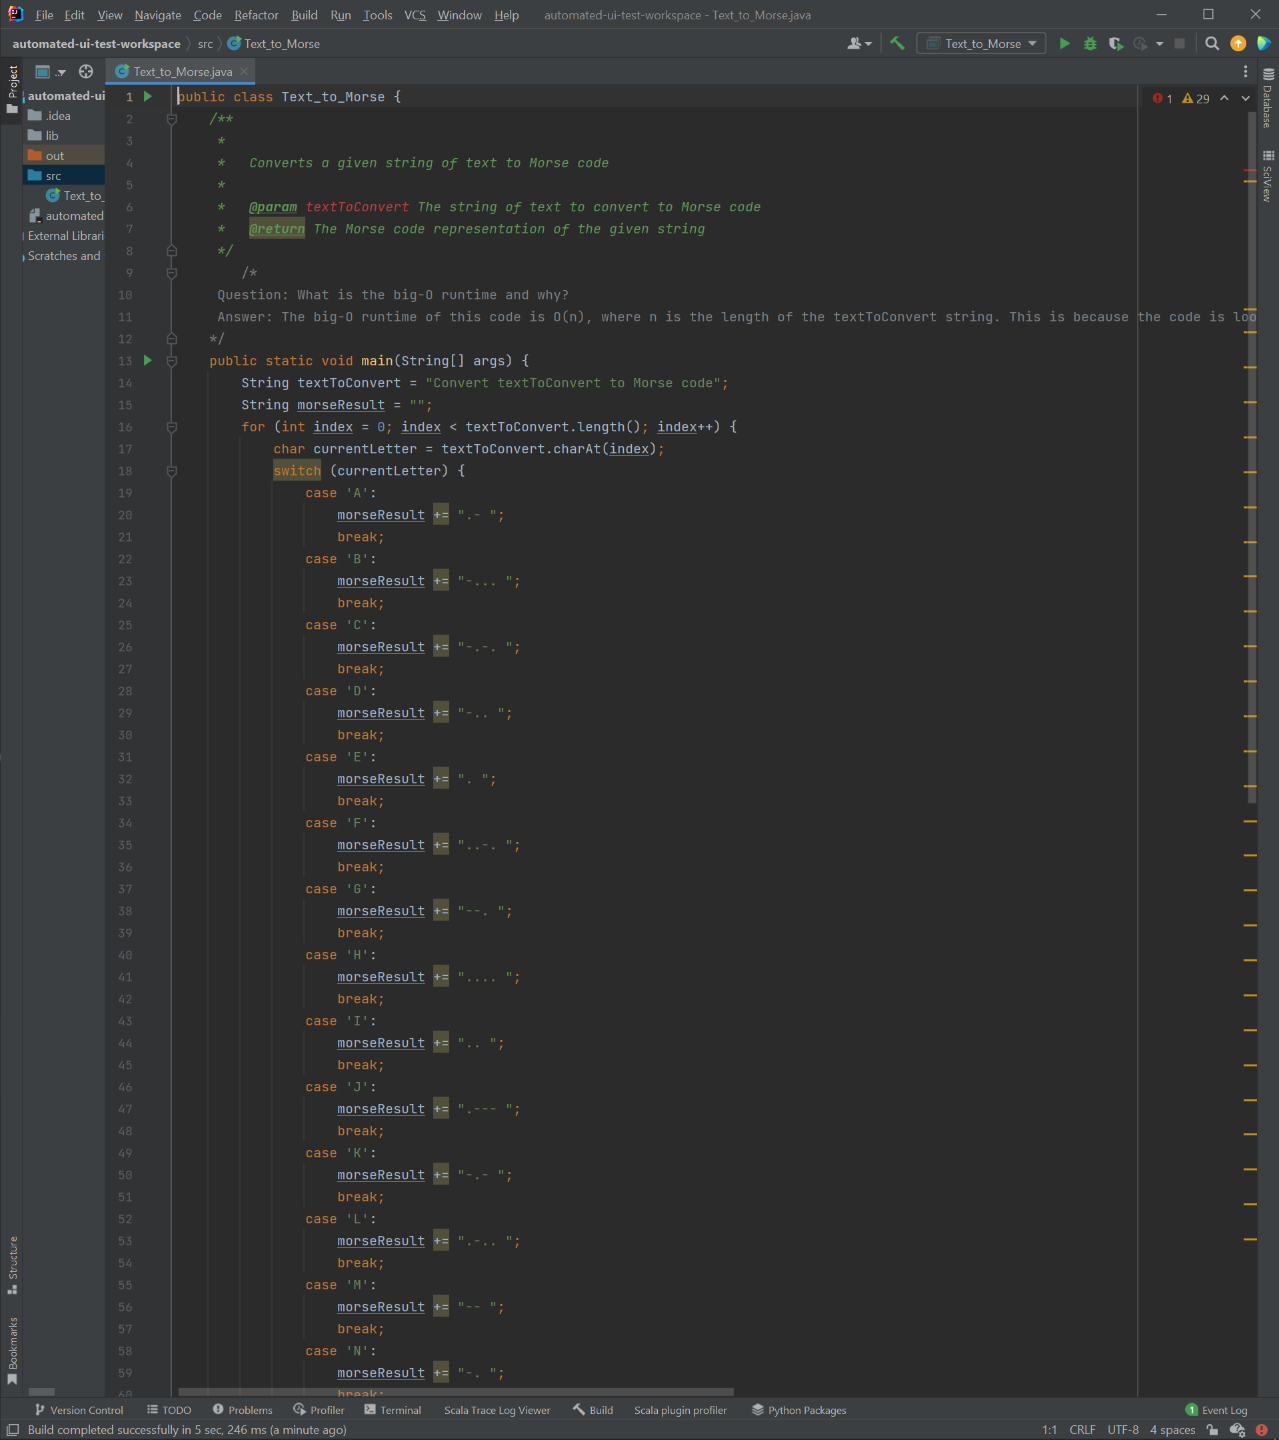 File Edit View Navigate Code Refactor Build Run Tools VCS Window Help automated-ui-test-workspace - Text_to_Morse.java
automated-ui-test-workspace src Text_to_Morse Text_to_Morse
Project
Text_to_Morse.java
automated-ui
.idea
lib
out
src
Text_to_
automated
External Librari
Scratches and
1 29
Database
SciView
1 public class Text_to_Morse {
2 /**
3 *
4 * Converts a given string of text to Morse code
5 *
6 * @param textToConvert The string of text to convert to Morse code
7 * @return The Morse code representation of the given string
8 */
9 /*
10 Question: What is the big-O runtime and why?
11 Answer: The big-O runtime of this code is O(n), where n is the length of the textToConvert string. This is because the code is loo
12 */
13 public static void main(String[] args) {
14 String textToConvert = "Convert textToConvert to Morse code";
15 String morseResult = "";
16 for (int index = 0; index < textToConvert.length(); index++) {
17 char currentLetter = textToConvert.charAt(index);
18 switch (currentLetter) {
19 case 'A':
20 morseResult += ".- ";
21 break;
22 case 'B':
23 morseResult += "-... ";
24 break;
25 case 'C':
26 morseResult += "-.-. ";
27 break;
28 case 'D':
29 morseResult += "-.. ";
30 break;
31 case 'E':
32 morseResult += ". ";
33 break;
34 case 'F':
35 morseResult += "..-. ";
36 break;
37 case 'G':
38 morseResult += "--. ";
39 break;
40 case 'H':
41 morseResult += ".... ";
42 break;
43 case 'I':
44 morseResult += ".. ";
45 break;
46 case 'J':
47 morseResult += ".--- ";
48 break;
49 case 'K':
50 morseResult += "-.- ";
51 break;
52 case 'L':
53 morseResult += ".-.. ";
54 break;
55 case 'M':
56 morseResult += "-- ";
57 break;
58 case 'N':
59 morseResult += "-. ";
60 break;
Structure
Bookmarks
Version Control TODO Problems Profiler Terminal Scala Trace Log Viewer Build Scala plugin profiler Python Packages 1 Event Log
Build completed successfully in 5 sec, 246 ms (a minute ago) 1:1 CRLF UTF-8 4 spaces